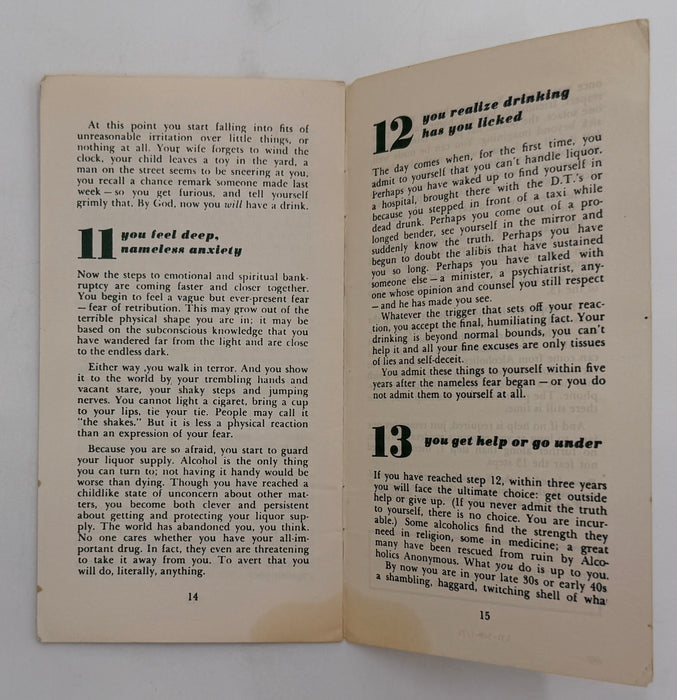 At this point you start falling into fits of
unreasonable irritation over little things, or
nothing at all. Your wife forgets to wind the
clock, your child leaves a toy in the yard, a
man on the street seems to be sneering at you,
you recall a chance remark someone made last
week — so you get furious, and tell yourself
grimly that. By God, now you will have a drink.
11 you feel deep,
nameless anxiety
Now the steps to emotional and spiritual bank-
ruptcy are coming faster and closer together.
You begin to feel a vague but ever-present fear
— fear of retribution. This may grow out of the
terrible physical shape you are in; it may be
based on the subconscious knowledge that you
have wandered far from the light and are close
to the endless dark.
Either way you walk in terror. And you show
it to the world by your trembling hands and
vacant stare, your shaky steps and jumping
nerves. You cannot light a cigaret, bring a cup
to your lips, tie your tie. People may call it
"the shakes." But it is less a physical reaction
than an expression of your fear.
Because you are so afraid, you start to guard
your liquor supply. Alcohol is the only thing
you can turn to; not having it handy would be
worse than dying. Though you have reached a
childlike state of unconcern about other mat-
ters, you become both clever and persistent
about getting and protecting your liquor sup-
ply. The world has abandoned you, you think.
No one cares whether you have your all-im-
portant drug. In fact, they even are threatening
to take it away from you. To avert that you
will do, literally, anything.
14
12 you realize drinking
has you licked
The day comes when, for the first time, you
admit to yourself that you can't handle liquor.
Perhaps you have waked up to find yourself in
a hospital, brought there with the D.T.'s or
because you stepped in front of a taxi while
dead drunk. Perhaps you come out of a pro-
longed bender, see yourself in the mirror and
suddenly know the truth. Perhaps you have
begun to doubt the alibis that have sustained
you so long. Perhaps you have talked with
someone else — a minister, a psychiatrist, any-
one whose opinion and counsel you still respect
— and he has made you see.
Whatever the trigger that sets off your reac-
tion, you accept the final, humiliating fact. Your
drinking is beyond normal bounds, you can't
help it and all your fine excuses are only tissues
of lies and self-deceit.
You admit these things to yourself within five
years after the nameless fear began — or you do
not admit them to yourself at all.
13 you get help or go under
If you have reached step 12, within three years
you will face the ultimate choice: get outside
help or give up. (If you never admit the truth
to yourself, there is no choice. You are incur-
able.) Some alcoholics find the strength they
need in religion, some in medicine; a great
many have been rescued from ruin by Alco-
holics Anonymous. What you do is up to you.
By now you are in your late 30s or early 40s
a shambling, haggard, twitching shell of wha
15